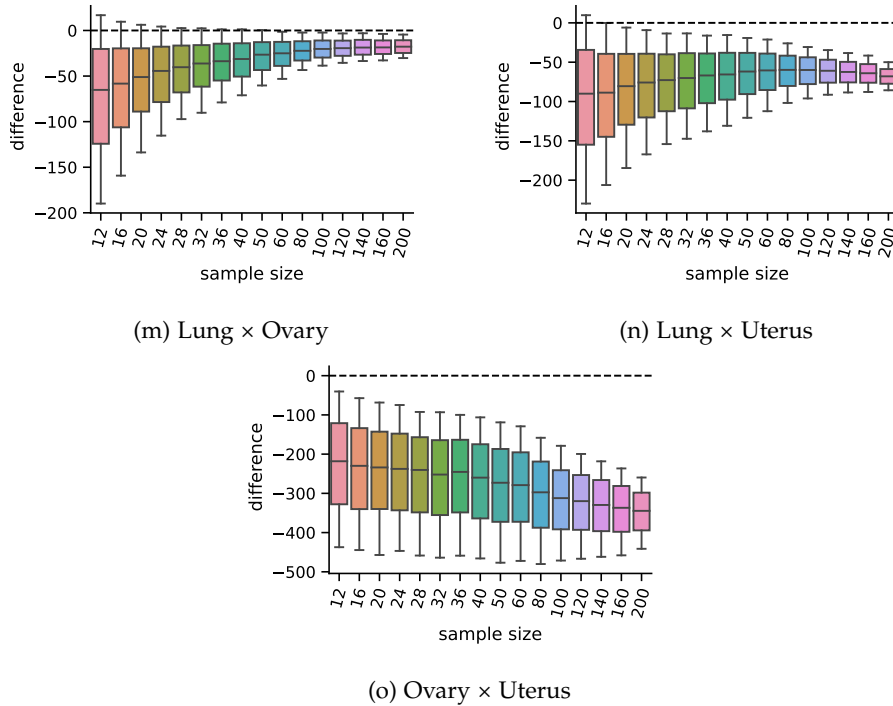 0
−50
−100
−150
−200
difference
12 16 20 24 28 32 36 40 50 60 80 100 120 140 160 200
sample size
(m) Lung × Ovary
0
−50
−100
−150
−200
difference
12 16 20 24 28 32 36 40 50 60 80 100 120 140 160 200
sample size
(n) Lung × Uterus
0
−100
−200
−300
−400
−500
difference
12 16 20 24 28 32 36 40 50 60 80 100 120 140 160 200
sample size
(o) Ovary × Uterus